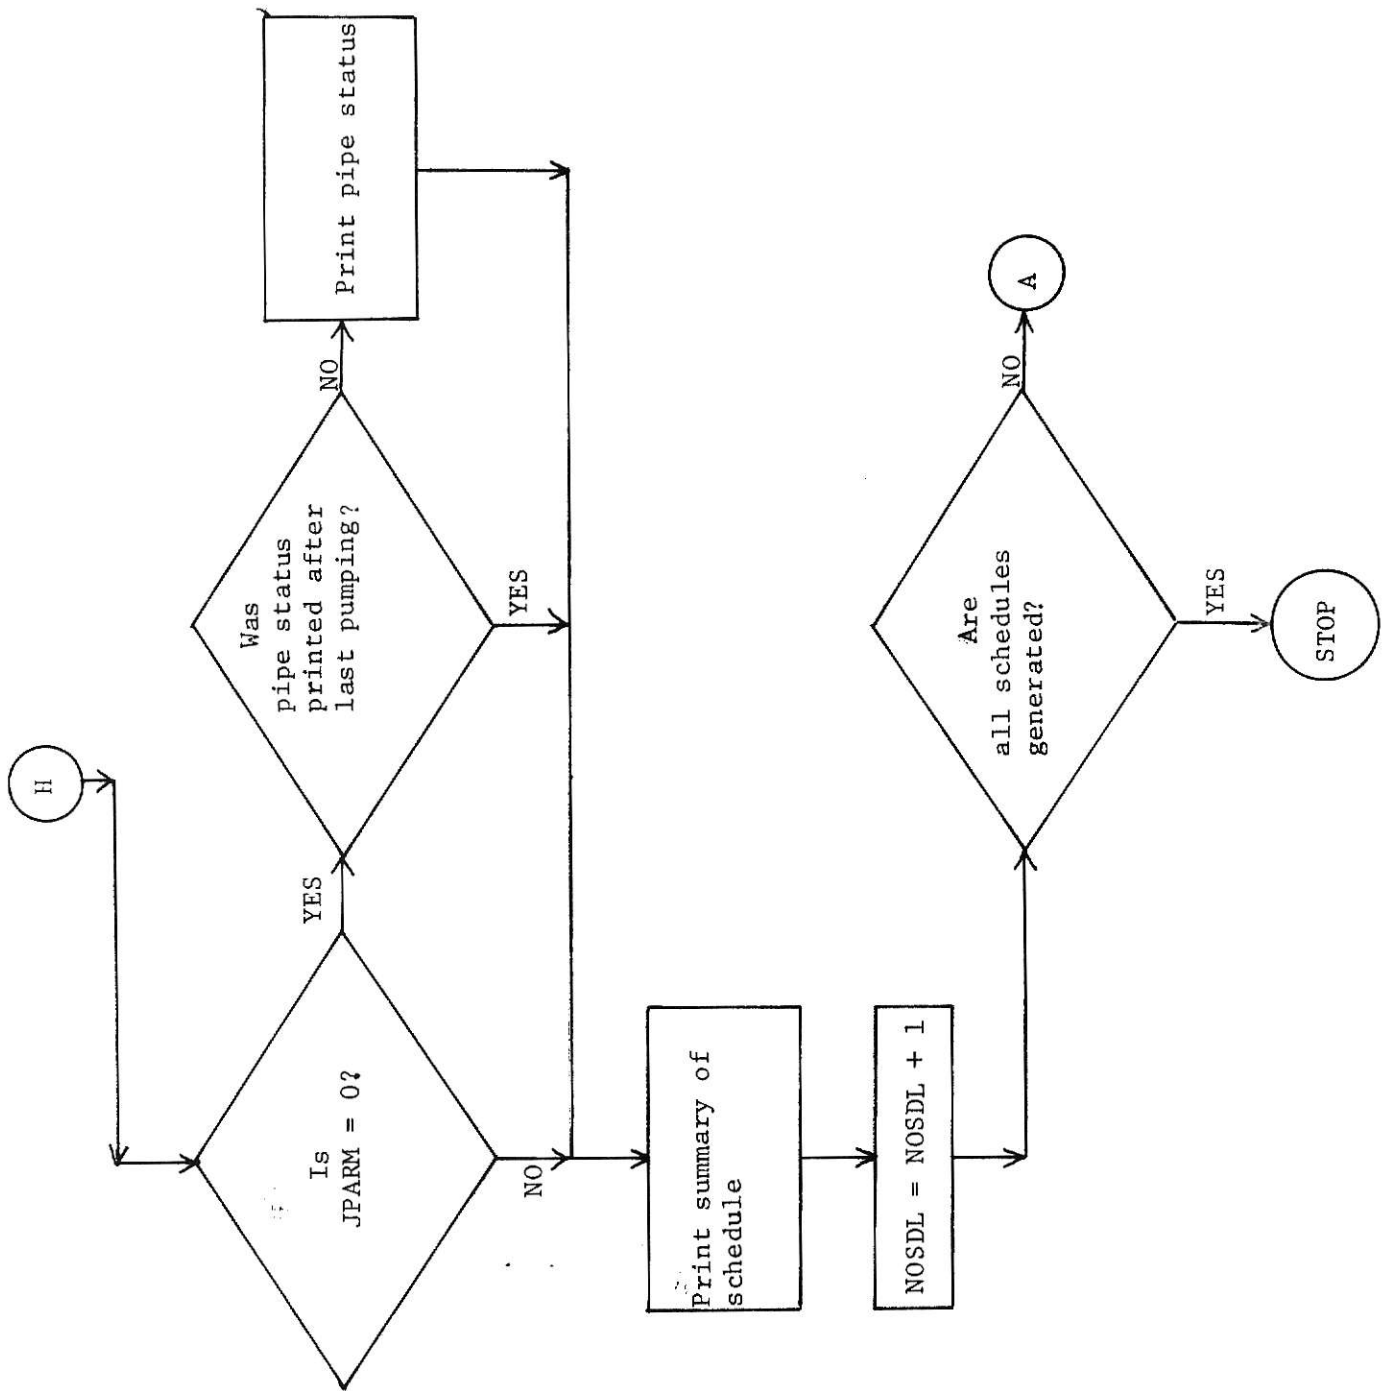 H
Is
JPARM = 0?
YES
NO
Was
pipe status
printed after
last pumping?
NO
YES
Print pipe status
Print summary of
schedule
NOSDL = NOSDL + 1
Are
all schedules
generated?
NO
A
YES
STOP